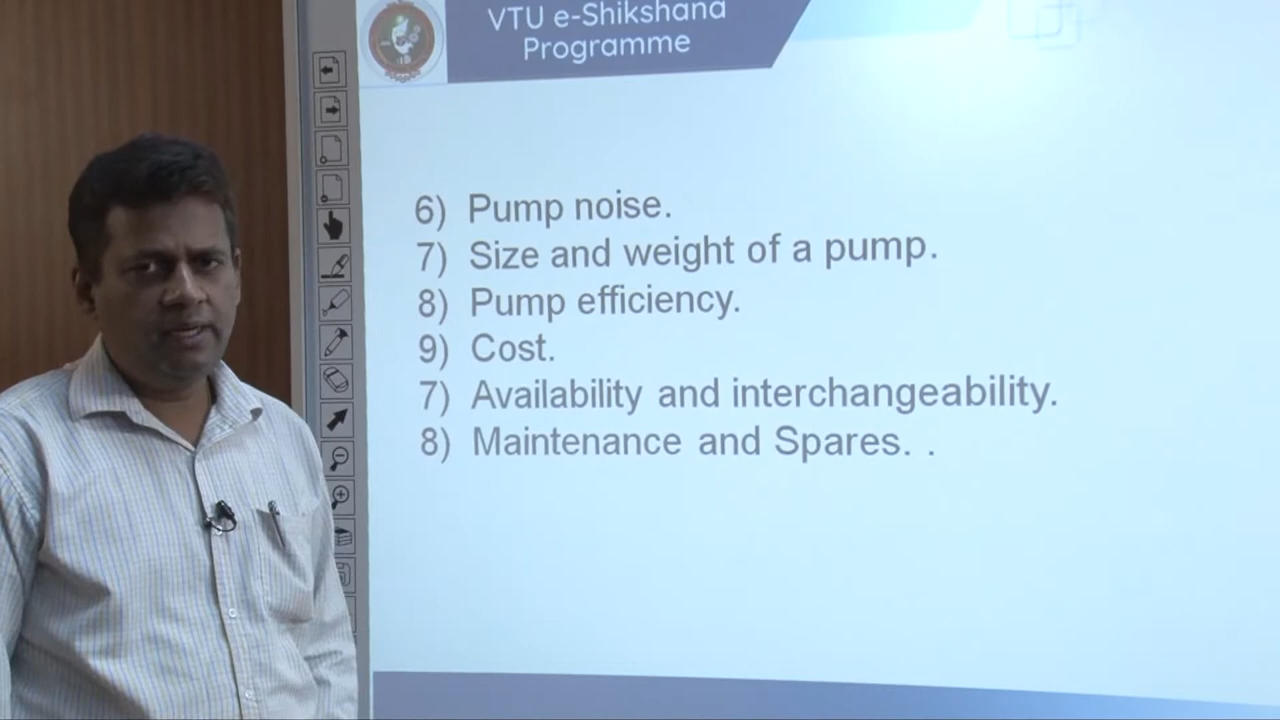 VTU e-Shikshana
Programme
6) Pump noise.
7) Size and weight of a pump.
8) Pump efficiency.
9) Cost.
7) Availability and interchangeability.
8) Maintenance and Spares. .